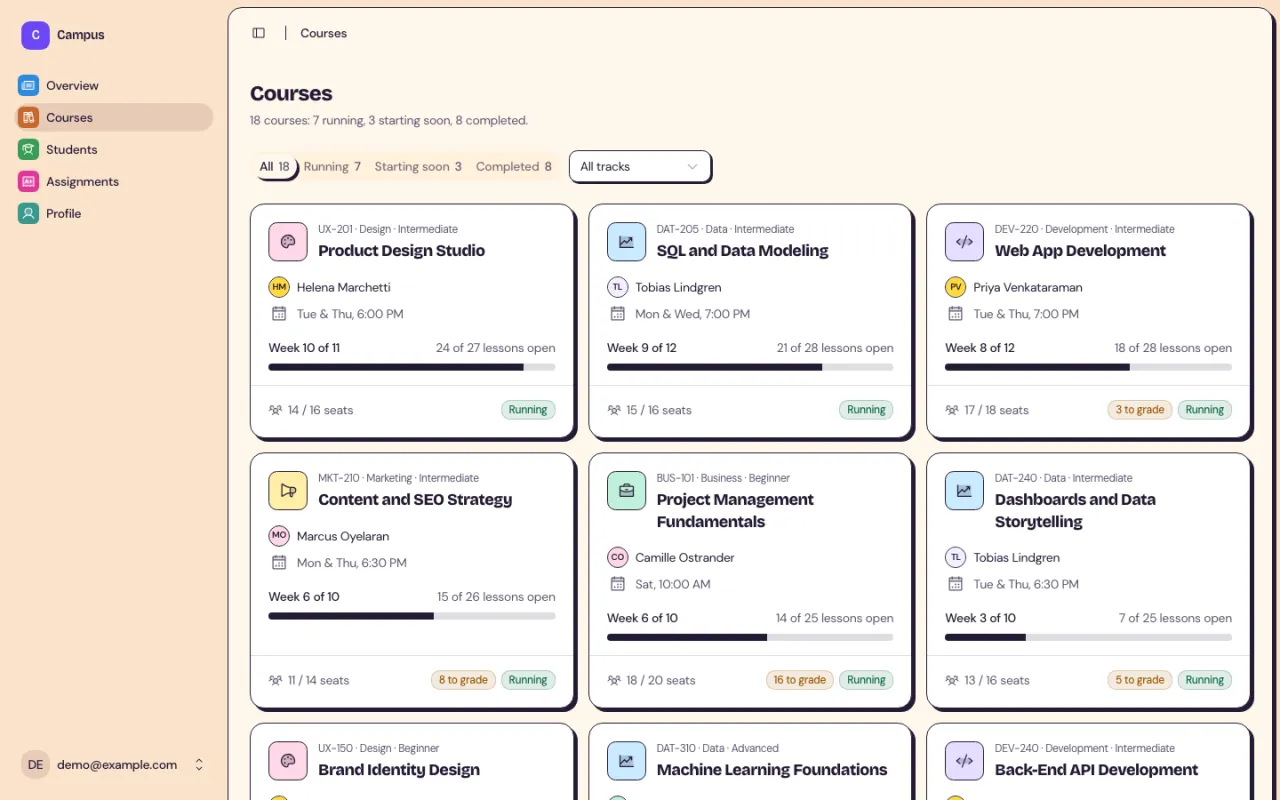 C Campus
Overview
Courses
Students
Assignments
Profile
DE demo@example.com
Courses
Courses
18 courses: 7 running, 3 starting soon, 8 completed.
All 18 Running 7 Starting soon 3 Completed 8 All tracks
UX-201 · Design · Intermediate
Product Design Studio
HM Helena Marchetti
Tue & Thu, 6:00 PM
Week 10 of 11 24 of 27 lessons open
14 / 16 seats Running
DAT-205 · Data · Intermediate
SQL and Data Modeling
TL Tobias Lindgren
Mon & Wed, 7:00 PM
Week 9 of 12 21 of 28 lessons open
15 / 16 seats Running
DEV-220 · Development · Intermediate
Web App Development
PV Priya Venkataraman
Tue & Thu, 7:00 PM
Week 8 of 12 18 of 28 lessons open
17 / 18 seats 3 to grade Running
MKT-210 · Marketing · Intermediate
Content and SEO Strategy
MO Marcus Oyelaran
Mon & Thu, 6:30 PM
Week 6 of 10 15 of 26 lessons open
11 / 14 seats 8 to grade Running
BUS-101 · Business · Beginner
Project Management
Fundamentals
CO Camille Ostrander
Sat, 10:00 AM
Week 6 of 10 14 of 25 lessons open
18 / 20 seats 16 to grade Running
DAT-240 · Data · Intermediate
Dashboards and Data
Storytelling
TL Tobias Lindgren
Tue & Thu, 6:30 PM
Week 3 of 10 7 of 25 lessons open
13 / 16 seats 5 to grade Running
UX-150 · Design · Beginner
Brand Identity Design
DAT-310 · Data · Advanced
Machine Learning Foundations
DEV-240 · Development · Intermediate
Back-End API Development